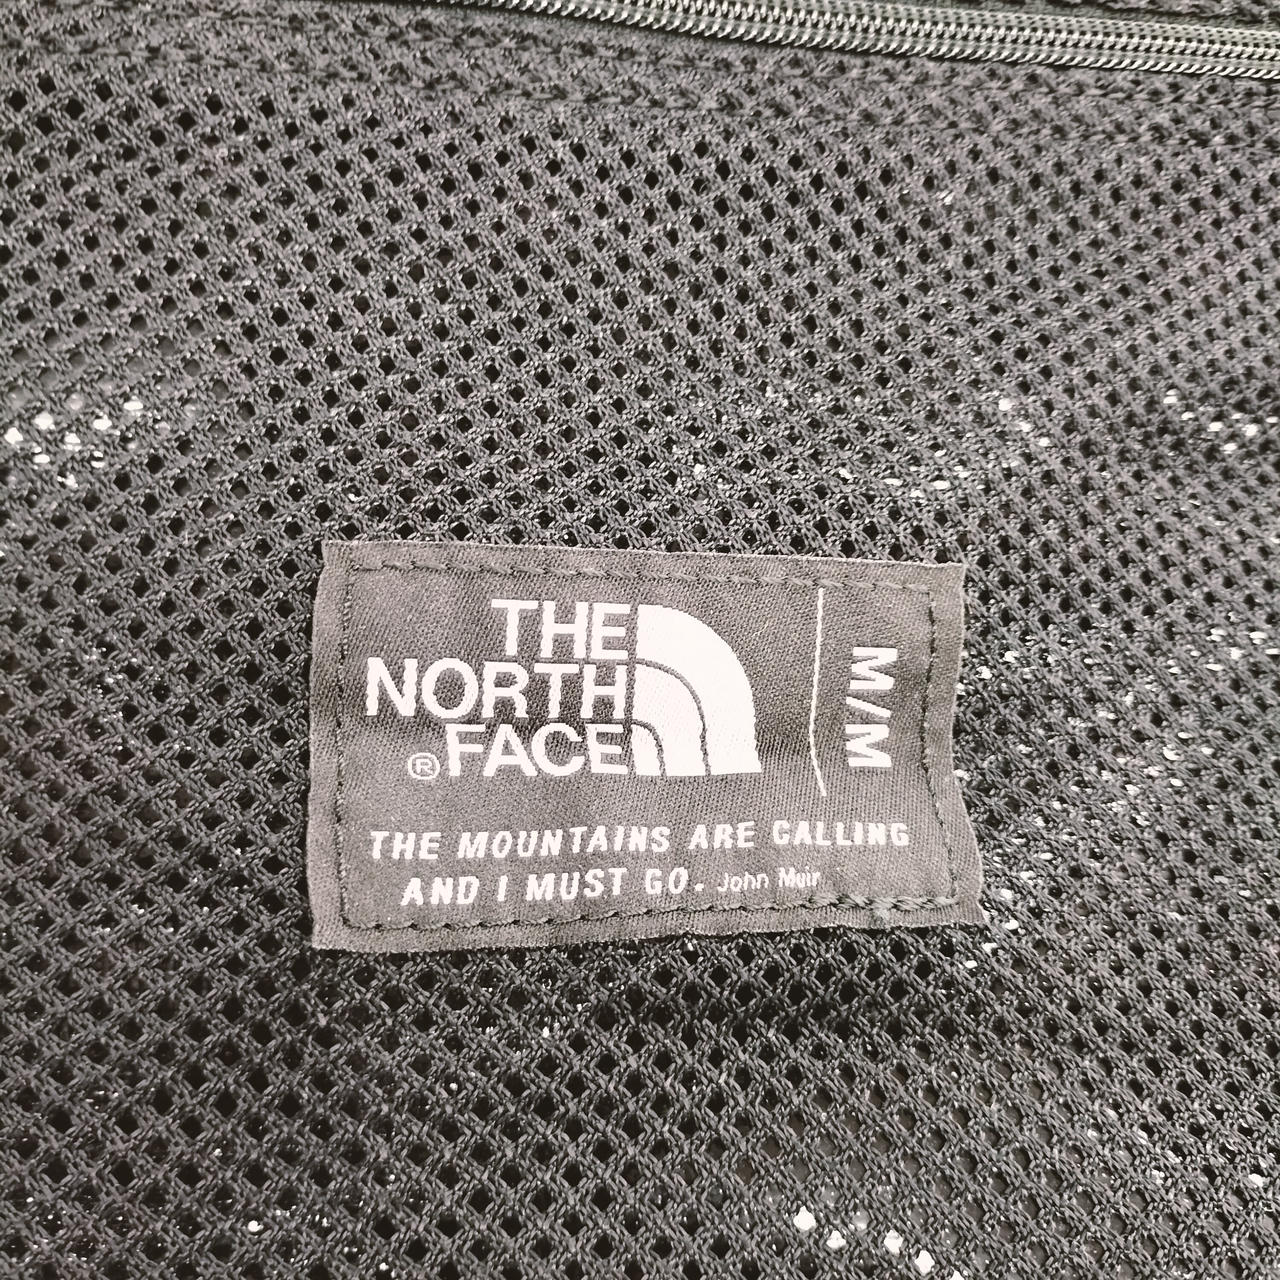 THE
NORTH
®FACE
M/M
THE MOUNTAINS ARE CALLING
AND I MUST GO. John Muir